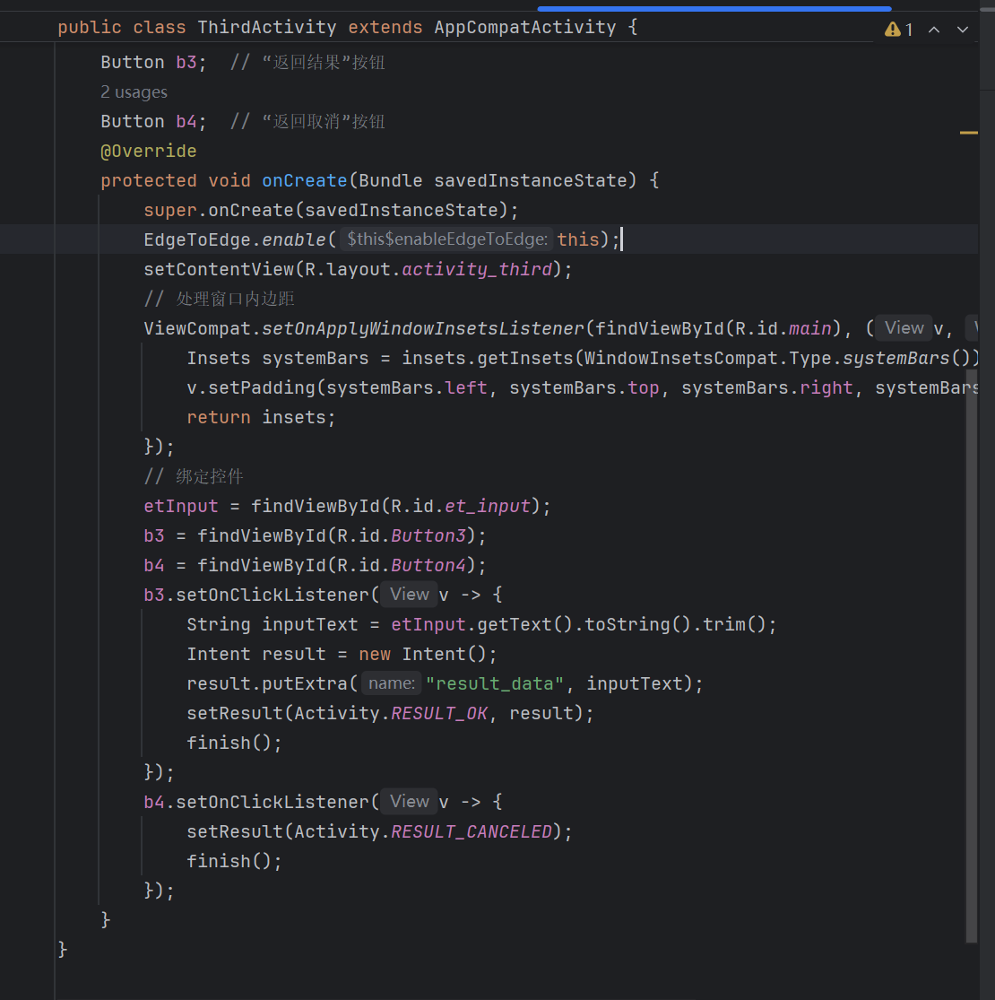 public class ThirdActivity extends AppCompatActivity { 1
Button b3;  // “返回结果”按钮
2 usages
Button b4;  // “返回取消”按钮
@Override
protected void onCreate(Bundle savedInstanceState) {
super.onCreate(savedInstanceState);
EdgeToEdge.enable( $this$enableEdgeToEdge: this);
setContentView(R.layout.activity_third);
// 处理窗口内边距
ViewCompat.setOnApplyWindowInsetsListener(findViewById(R.id.main), ( View v,
Insets systemBars = insets.getInsets(WindowInsetsCompat.Type.systemBars())
v.setPadding(systemBars.left, systemBars.top, systemBars.right, systemBars
return insets;
});
// 绑定控件
etInput = findViewById(R.id.et_input);
b3 = findViewById(R.id.Button3);
b4 = findViewById(R.id.Button4);
b3.setOnClickListener( View v -> {
String inputText = etInput.getText().toString().trim();
Intent result = new Intent();
result.putExtra( name: "result_data", inputText);
setResult(Activity.RESULT_OK, result);
finish();
});
b4.setOnClickListener( View v -> {
setResult(Activity.RESULT_CANCELED);
finish();
});
}
}